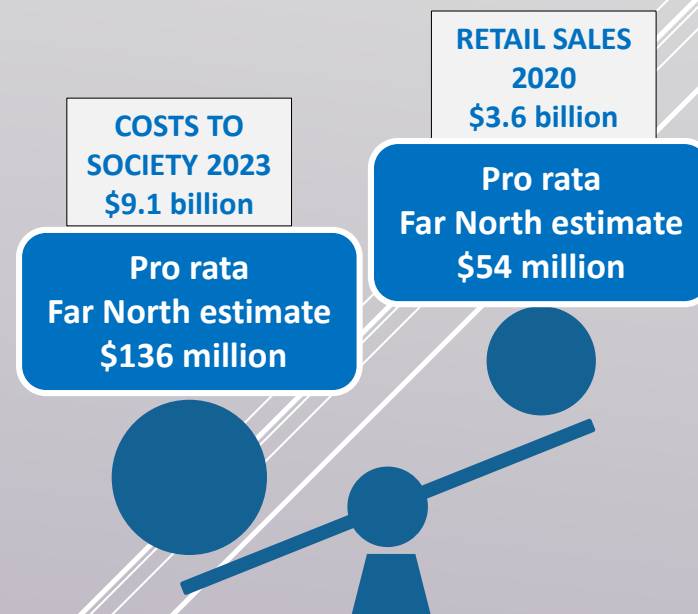 COSTS TO
SOCIETY 2023
$9.1 billion
Pro rata
Far North estimate
$136 million
RETAIL SALES
2020
$3.6 billion
Pro rata
Far North estimate
$54 million